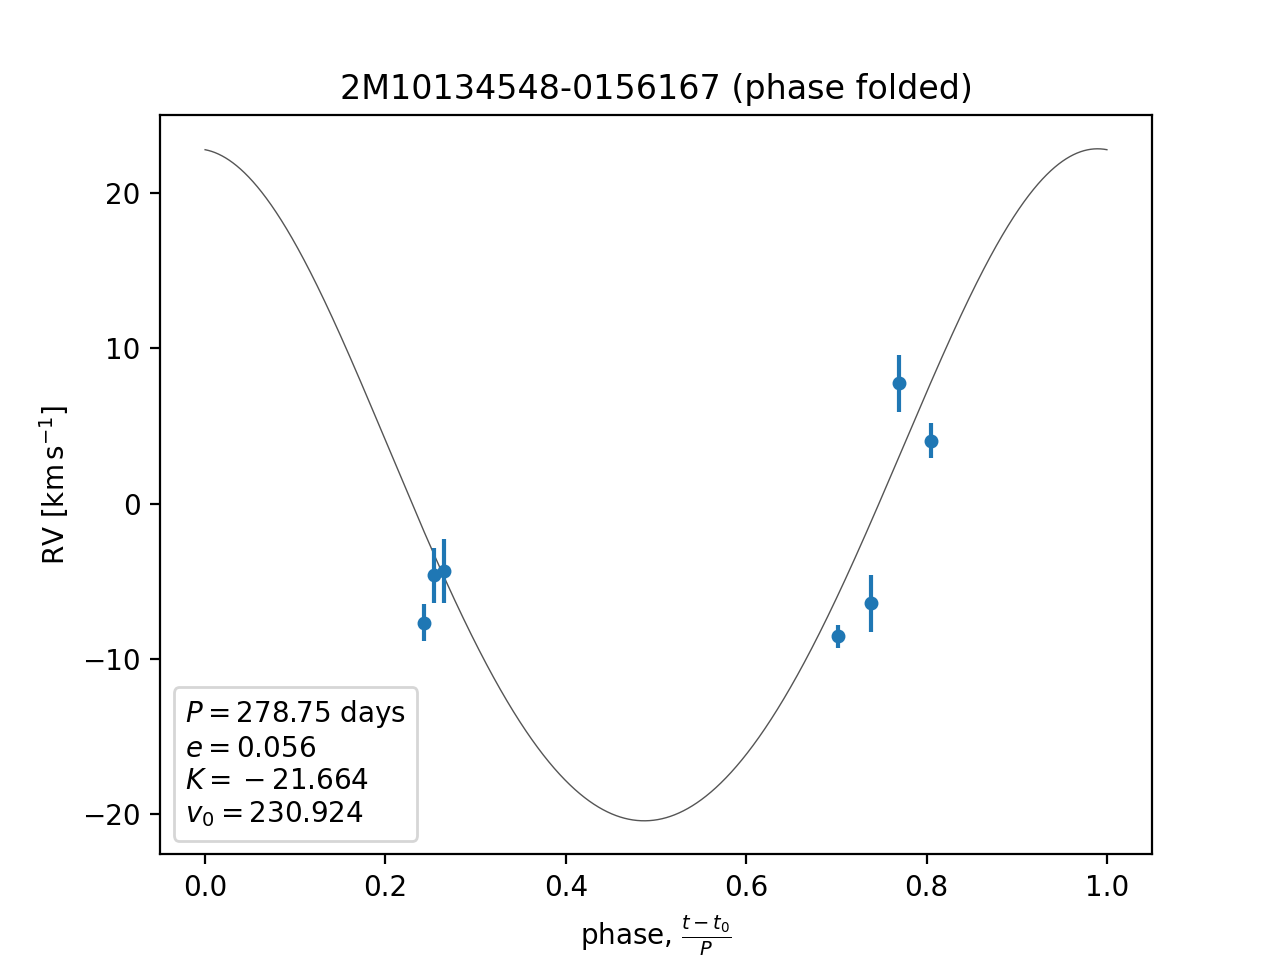 2M10134548-0156167 (phase folded)
20
10
0
−10
−20
RV [km s⁻¹]
P = 278.75 days
e = 0.056
K = −21.664
v₀ = 230.924
0.0 0.2 0.4 0.6 0.8 1.0
phase, (t − t₀)/P